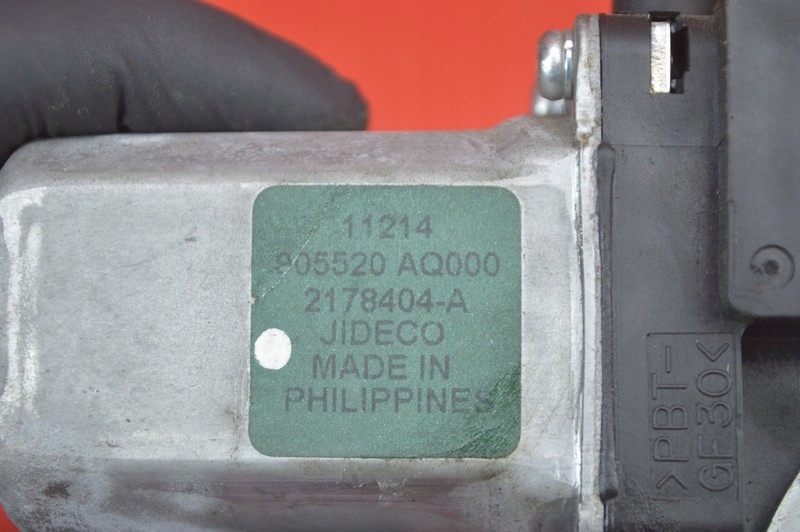 11214
905520 AQ000
2178404-A
JIDECO
MADE IN
PHILIPPINES
>PBT-
GF30<